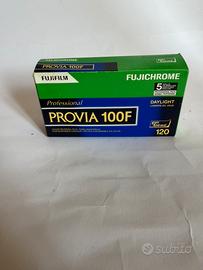 FUJIFILM
FUJICHROME
5
Professional
DAYLIGHT
PROVIA 100F
120
subito